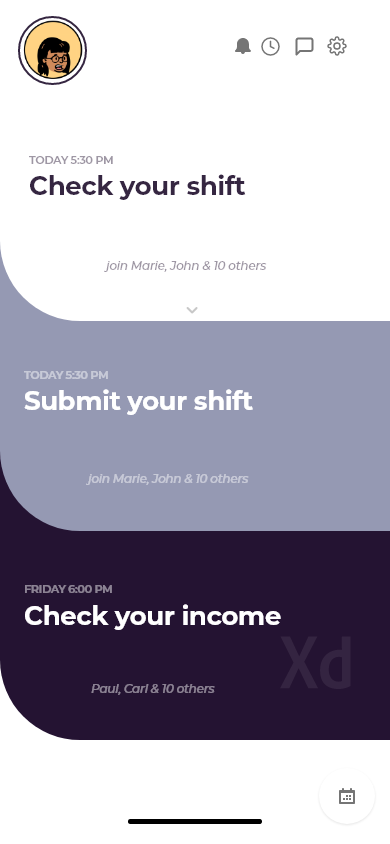 TODAY 5:30 PM
Check your shift
join Marie, John & 10 others
TODAY 5:30 PM
Submit your shift
join Marie, John & 10 others
FRIDAY 6:00 PM
Check your income
Xd
Paul, Carl & 10 others